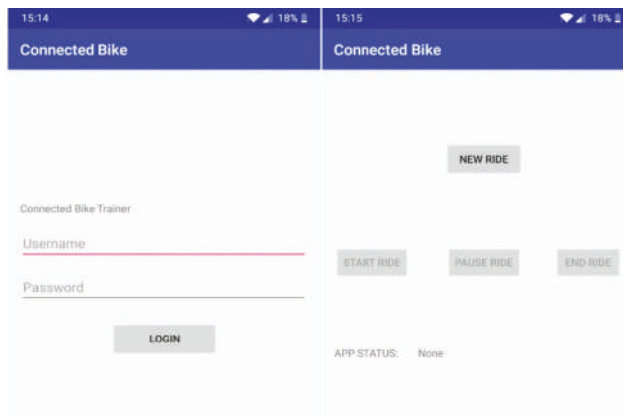 15:14 18%
Connected Bike
Connected Bike Trainer
Username
Password
LOGIN
15:15 18%
Connected Bike
NEW RIDE
START RIDE PAUSE RIDE END RIDE
APP STATUS: None